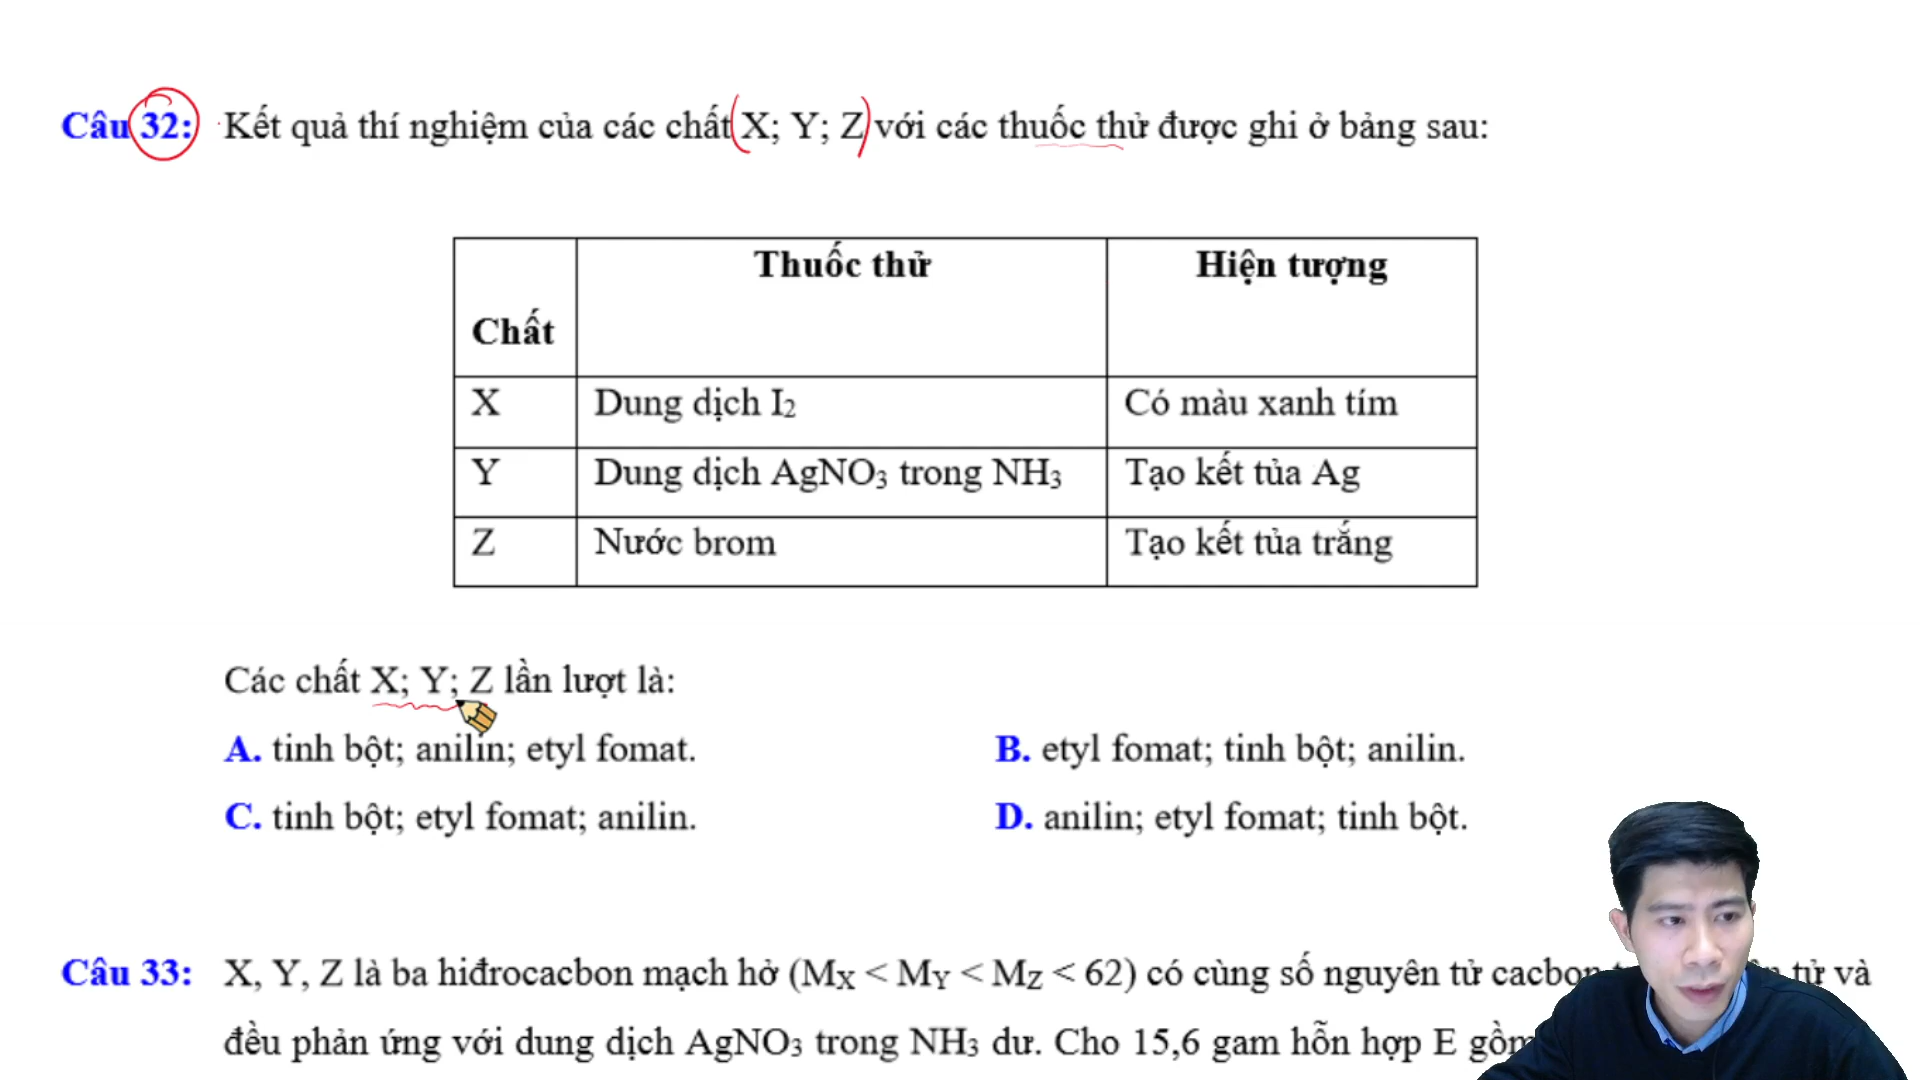 Câu 32: Kết quả thí nghiệm của các chất X; Y; Z với các thuốc thử được ghi ở bảng sau:
Thuốc thử Hiện tượng
Chất
X Dung dịch I₂ Có màu xanh tím
Y Dung dịch AgNO₃ trong NH₃ Tạo kết tủa Ag
Z Nước brom Tạo kết tủa trắng
Các chất X; Y; Z lần lượt là:
A. tinh bột; anilin; etyl fomat. B. etyl fomat; tinh bột; anilin.
C. tinh bột; etyl fomat; anilin. D. anilin; etyl fomat; tinh bột.
Câu 33: X, Y, Z là ba hiđrocacbon mạch hở (Mx < MY < Mz < 62) có cùng số nguyên tử cacbon tử và
đều phản ứng với dung dịch AgNO₃ trong NH₃ dư. Cho 15,6 gam hỗn hợp E gồm